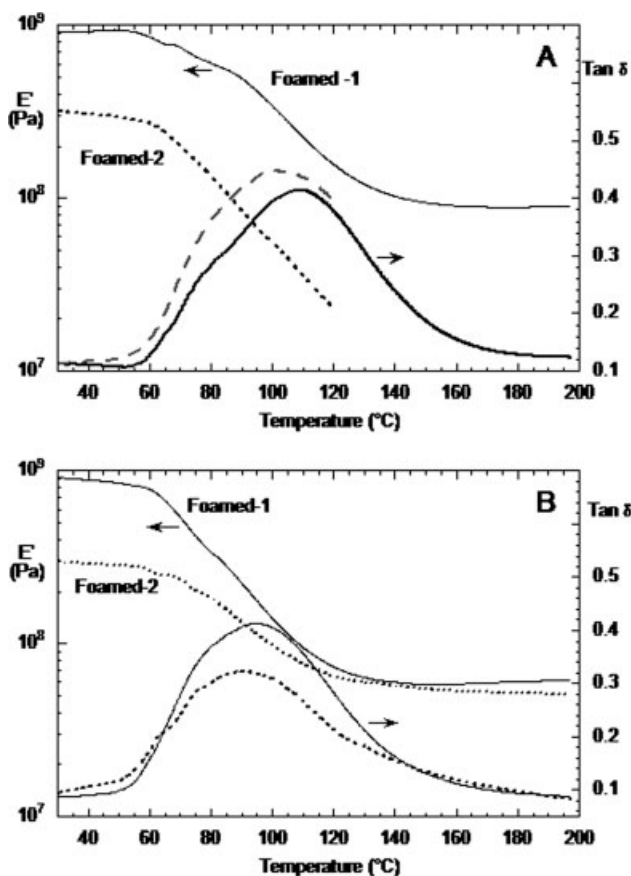 10⁹
A
Tan δ
Foamed -1
E'
(Pa)
0.5
Foamed-2
10⁸
0.4
0.3
0.2
10⁷
0.1
40 60 80 100 120 140 160 180 200
Temperature (°C)
10⁹
B
Tan δ
Foamed-1
E'
(Pa)
0.5
Foamed-2
10⁸
0.4
0.3
0.2
0.1
10⁷
40 60 80 100 120 140 160 180 200
Temperature (°C)